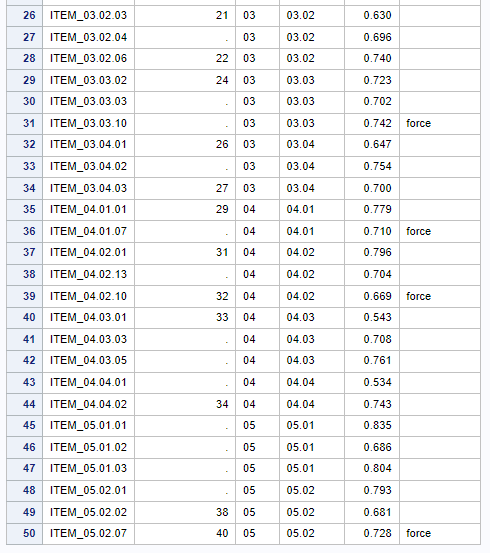 26 ITEM_03.02.03 21 03 03.02 0.630
27 ITEM_03.02.04 . 03 03.02 0.696
28 ITEM_03.02.06 22 03 03.02 0.740
29 ITEM_03.03.02 24 03 03.03 0.723
30 ITEM_03.03.03 . 03 03.03 0.702
31 ITEM_03.03.10 . 03 03.03 0.742 force
32 ITEM_03.04.01 26 03 03.04 0.647
33 ITEM_03.04.02 . 03 03.04 0.754
34 ITEM_03.04.03 27 03 03.04 0.700
35 ITEM_04.01.01 29 04 04.01 0.779
36 ITEM_04.01.07 . 04 04.01 0.710 force
37 ITEM_04.02.01 31 04 04.02 0.796
38 ITEM_04.02.13 . 04 04.02 0.704
39 ITEM_04.02.10 32 04 04.02 0.669 force
40 ITEM_04.03.01 33 04 04.03 0.543
41 ITEM_04.03.03 . 04 04.03 0.708
42 ITEM_04.03.05 . 04 04.03 0.761
43 ITEM_04.04.01 . 04 04.04 0.534
44 ITEM_04.04.02 34 04 04.04 0.743
45 ITEM_05.01.01 . 05 05.01 0.835
46 ITEM_05.01.02 . 05 05.01 0.686
47 ITEM_05.01.03 . 05 05.01 0.804
48 ITEM_05.02.01 . 05 05.02 0.793
49 ITEM_05.02.02 38 05 05.02 0.681
50 ITEM_05.02.07 40 05 05.02 0.728 force